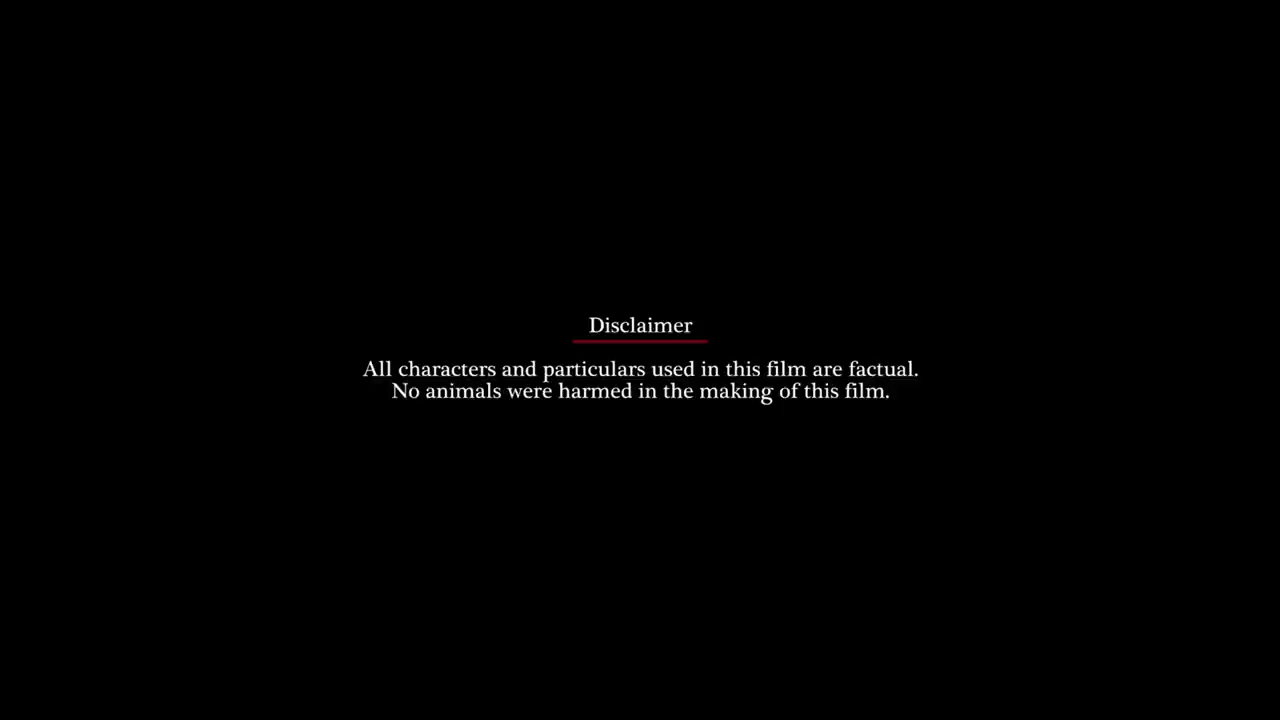 Disclaimer
All characters and particulars used in this film are factual.
No animals were harmed in the making of this film.